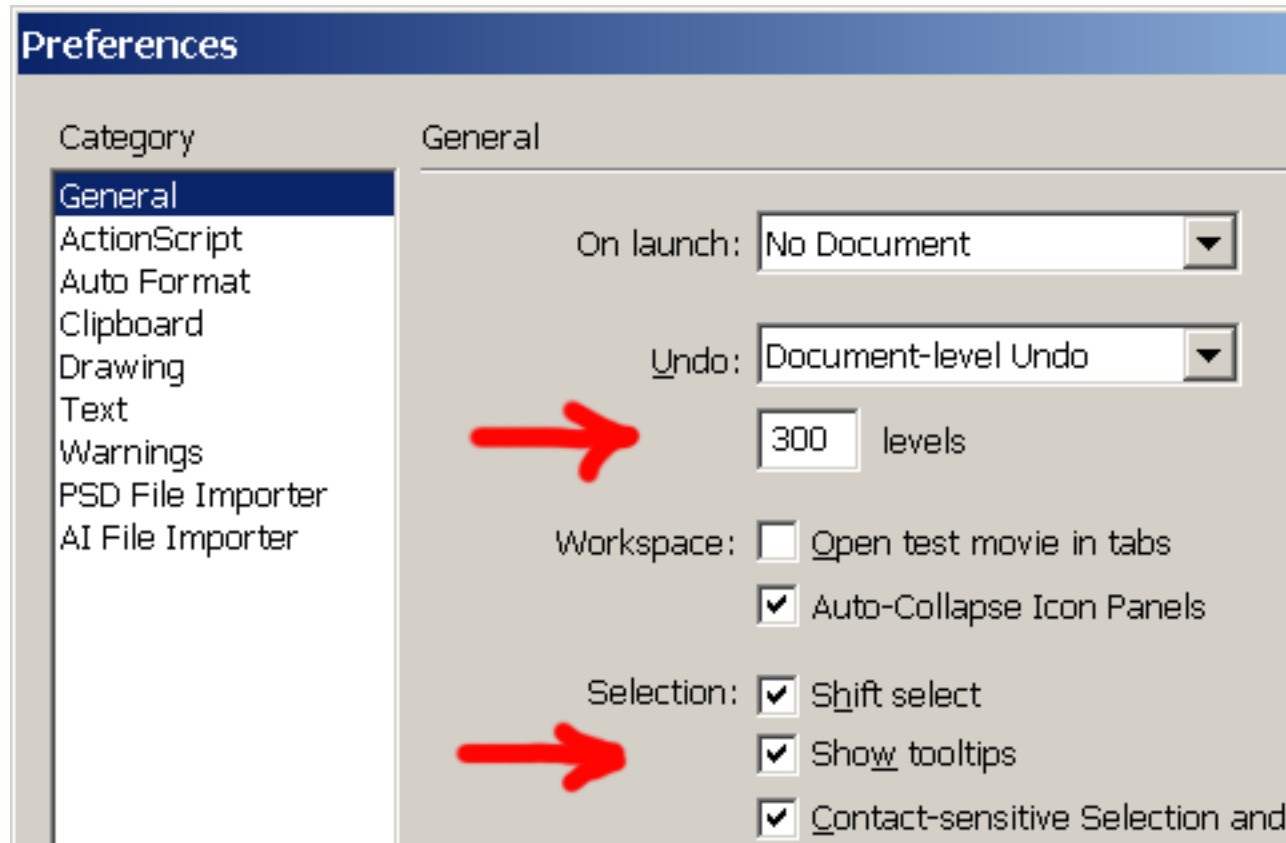 Preferences
Category
General
ActionScript
Auto Format
Clipboard
Drawing
Text
Warnings
PSD File Importer
AI File Importer
General
On launch: No Document
Undo: Document-level Undo
300 levels
Workspace: Open test movie in tabs
Auto-Collapse Icon Panels
Selection: Shift select
Show tooltips
Contact-sensitive Selection and